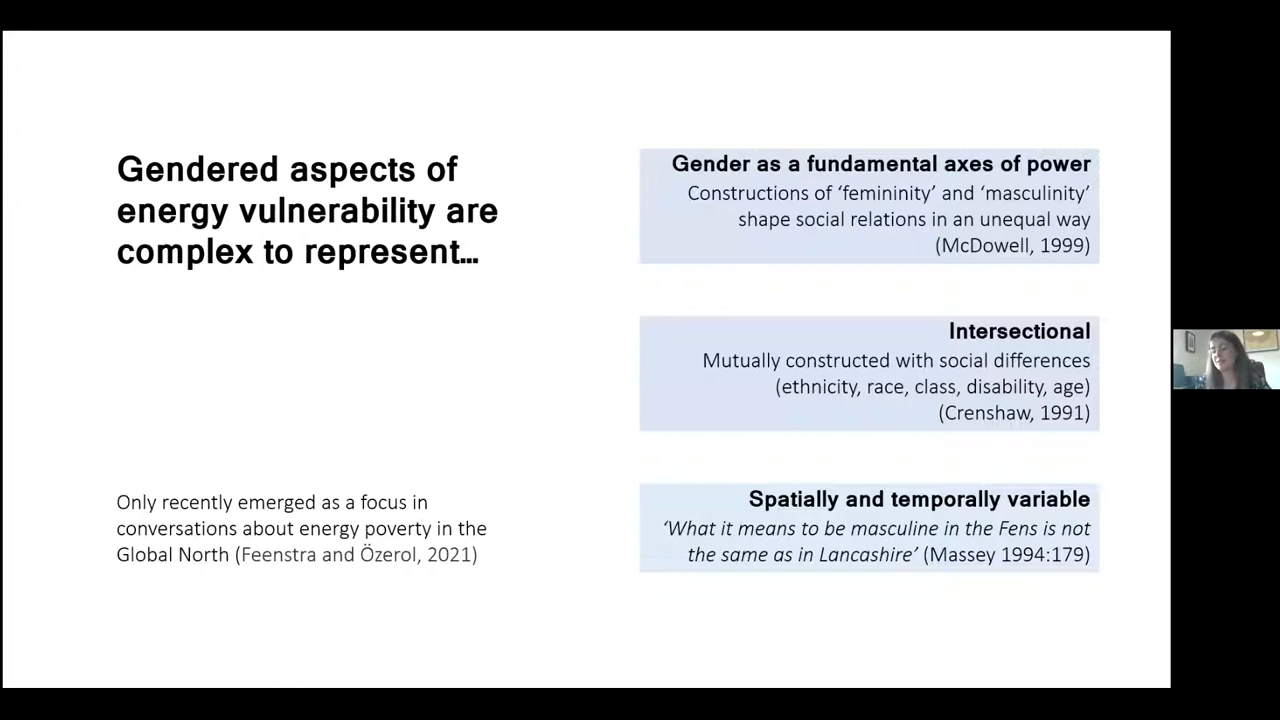 Gendered aspects of
energy vulnerability are
complex to represent...
Only recently emerged as a focus in
conversations about energy poverty in the
Global North (Feenstra and Özerol, 2021)
Gender as a fundamental axes of power
Constructions of ‘femininity’ and ‘masculinity’
shape social relations in an unequal way
(McDowell, 1999)
Intersectional
Mutually constructed with social differences
(ethnicity, race, class, disability, age)
(Crenshaw, 1991)
Spatially and temporally variable
‘What it means to be masculine in the Fens is not
the same as in Lancashire’ (Massey 1994:179)